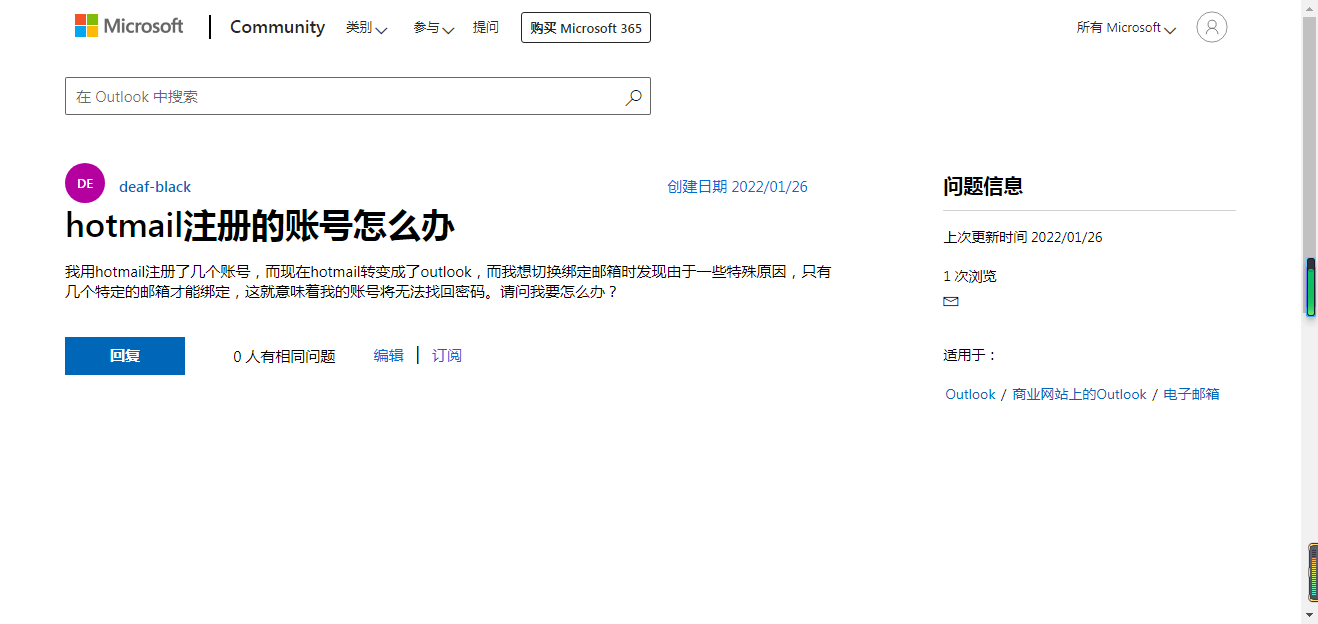 Microsoft Community 类别 参与 提问 购买 Microsoft 365 所有 Microsoft
在 Outlook 中搜索
DE deaf-black 创建日期 2022/01/26
hotmail注册的账号怎么办
我用hotmail注册了几个账号，而现在hotmail转变成了outlook，而我想切换绑定邮箱时发现由于一些特殊原因，只有
几个特定的邮箱才能绑定，这就意味着我的账号将无法找回密码。请问我要怎么办？
回复 0 人有相同问题 编辑 | 订阅
问题信息
上次更新时间 2022/01/26
1 次浏览
适用于：
Outlook / 商业网站上的Outlook / 电子邮箱